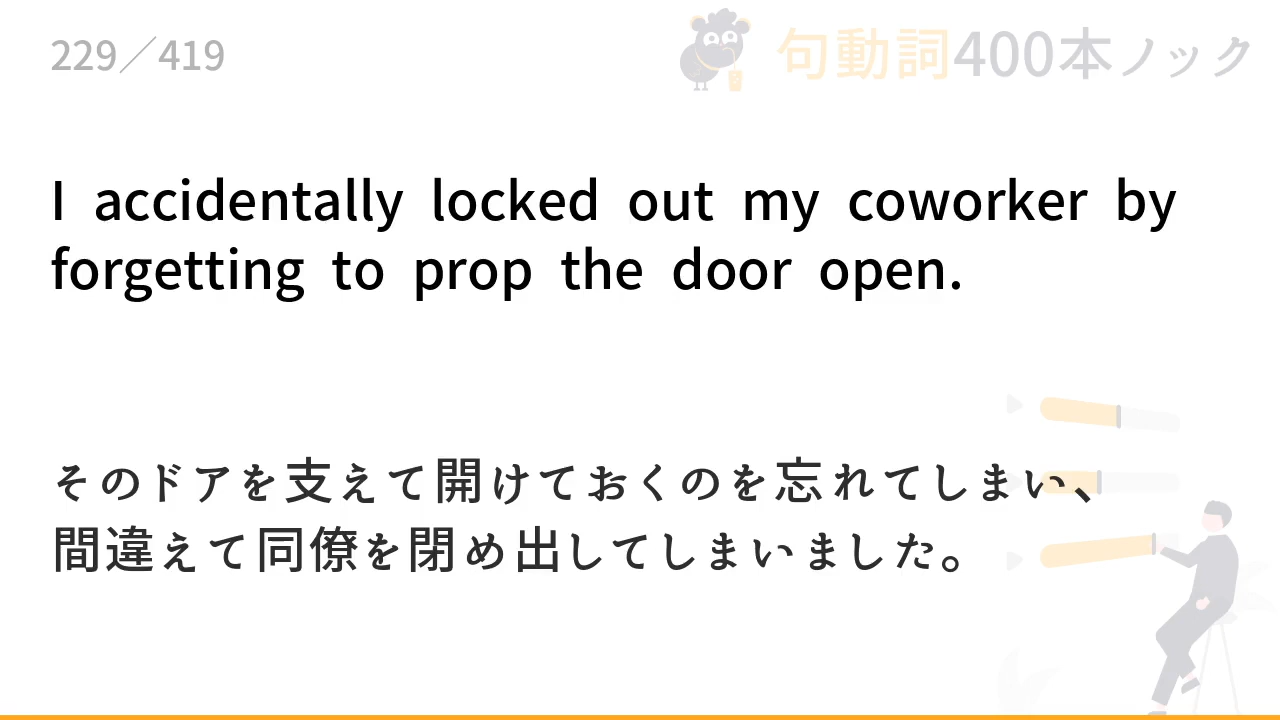 229／419
句動詞400本ノック
I accidentally locked out my coworker by
forgetting to prop the door open.
そのドアを支えて開けておくのを忘れてしまい、
間違えて同僚を閉め出してしまいました。